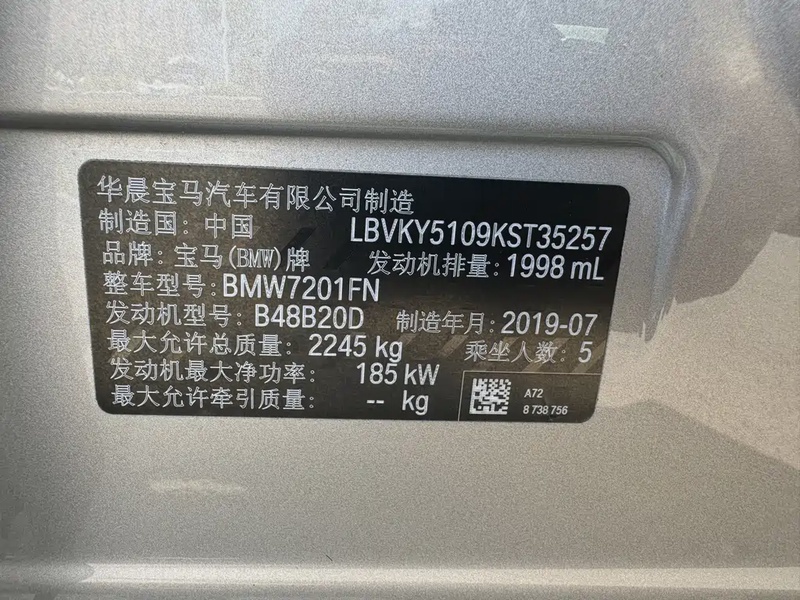 华晨宝马汽车有限公司制造
制造国：中国 LBVKY5109KST35257
品牌：宝马(BMW)牌 发动机排量：1998 mL
整车型号：BMW7201FN
发动机型号：B48B20D 制造年月：2019-07
最大允许总质量：2245 kg 乘坐人数：5
发动机最大净功率：185 kW
最大允许牵引质量：-- kg
A72
8 738 756